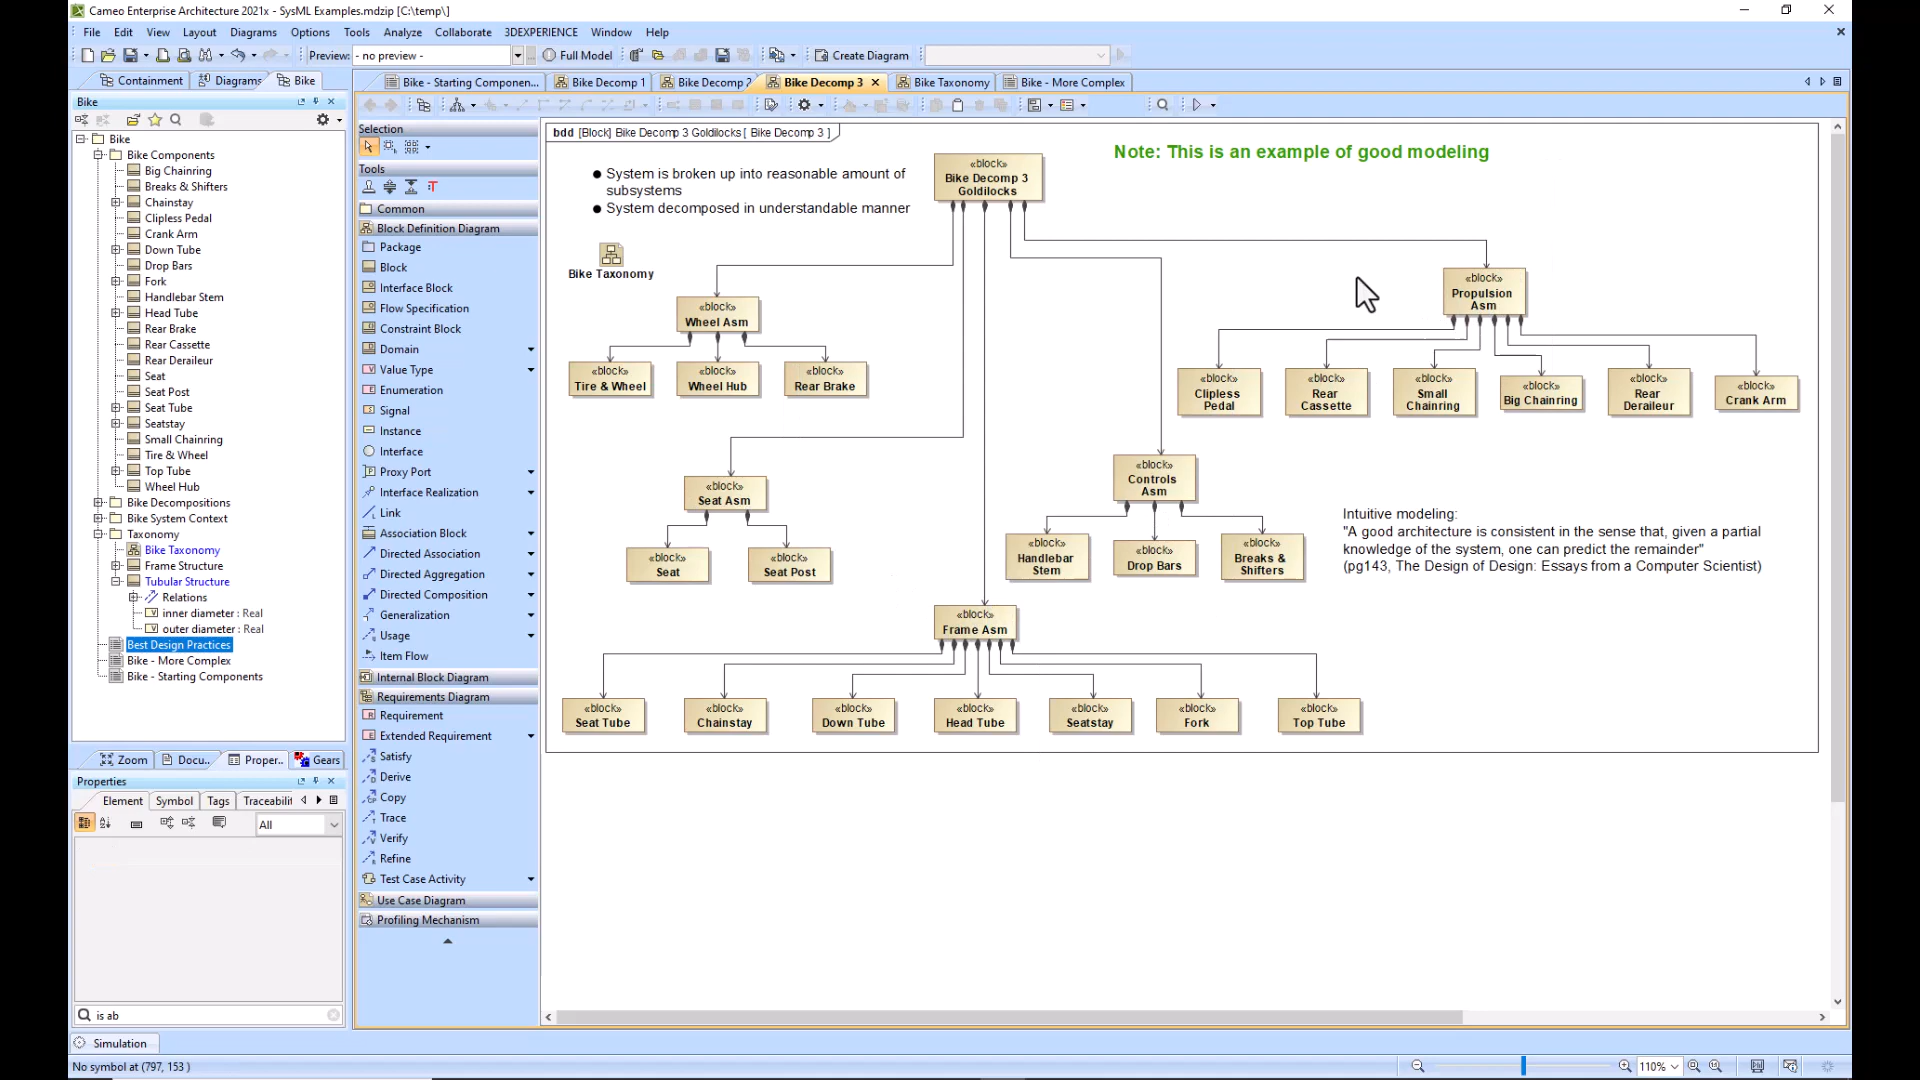 Cameo Enterprise Architecture 2021x - SysML Examples.mdzip [C:\temp\]
File Edit View Layout Diagrams Options Tools Analyze Collaborate 3DEXPERIENCE Window Help
Preview: - no preview - Full Model Create Diagram
Containment Diagrams Bike
Bike - Starting Componen... Bike Decomp 1 Bike Decomp 2 Bike Decomp 3 Bike Taxonomy Bike - More Complex
Bike
Bike
Bike Components
Big Chainring
Breaks & Shifters
Chainstay
Clipless Pedal
Crank Arm
Down Tube
Drop Bars
Fork
Handlebar Stem
Head Tube
Rear Brake
Rear Cassette
Rear Deraileur
Seat
Seat Post
Seat Tube
Seatstay
Small Chainring
Tire & Wheel
Top Tube
Wheel Hub
Bike Decompositions
Bike System Context
Taxonomy
Bike Taxonomy
Frame Structure
Tubular Structure
Relations
inner diameter : Real
outer diameter : Real
Best Design Practices
Bike - More Complex
Bike - Starting Components
Zoom Docu... Proper... Gears
Properties
Element Symbol Tags Traceabilit
All
is ab
Simulation
No symbol at (797, 153 )
110%
Selection
Tools
Common
Block Definition Diagram
Package
Block
Interface Block
Flow Specification
Constraint Block
Domain
Value Type
Enumeration
Signal
Instance
Interface
Proxy Port
Interface Realization
Link
Association Block
Directed Association
Directed Aggregation
Directed Composition
Generalization
Usage
Item Flow
Internal Block Diagram
Requirements Diagram
Requirement
Extended Requirement
Satisfy
Derive
Copy
Trace
Verify
Refine
Test Case Activity
Use Case Diagram
Profiling Mechanism
bdd [Block] Bike Decomp 3 Goldilocks [ Bike Decomp 3 ]
● System is broken up into reasonable amount of
subsystems
● System decomposed in understandable manner
Bike Taxonomy
«block»
Bike Decomp 3
Goldilocks
Note: This is an example of good modeling
«block»
Wheel Asm
«block»
Tire & Wheel
«block»
Wheel Hub
«block»
Rear Brake
«block»
Propulsion
Asm
«block»
Clipless
Pedal
«block»
Rear
Cassette
«block»
Small
Chainring
«block»
Big Chainring
«block»
Rear
Deraileur
«block»
Crank Arm
«block»
Seat Asm
«block»
Seat
«block»
Seat Post
«block»
Controls
Asm
«block»
Handlebar
Stem
«block»
Drop Bars
«block»
Breaks &
Shifters
Intuitive modeling:
"A good architecture is consistent in the sense that, given a partial
knowledge of the system, one can predict the remainder"
(pg143, The Design of Design: Essays from a Computer Scientist)
«block»
Frame Asm
«block»
Seat Tube
«block»
Chainstay
«block»
Down Tube
«block»
Head Tube
«block»
Seatstay
«block»
Fork
«block»
Top Tube